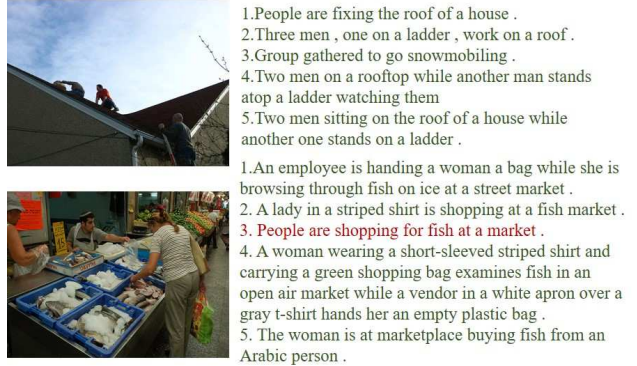 1.People are fixing the roof of a house .
2.Three men , one on a ladder , work on a roof .
3.Group gathered to go snowmobiling .
4.Two men on a rooftop while another man stands
atop a ladder watching them
5.Two men sitting on the roof of a house while
another one stands on a ladder .
1.An employee is handing a woman a bag while she is
browsing through fish on ice at a street market .
2. A lady in a striped shirt is shopping at a fish market .
3. People are shopping for fish at a market .
4. A woman wearing a short-sleeved striped shirt and
carrying a green shopping bag examines fish in an
open air market while a vendor in a white apron over a
gray t-shirt hands her an empty plastic bag .
5. The woman is at marketplace buying fish from an
Arabic person .